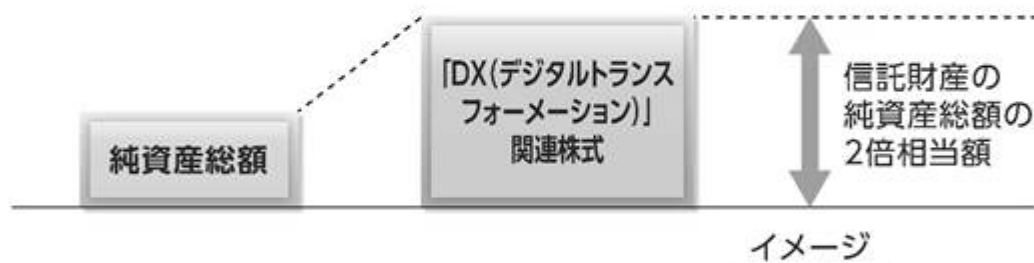 純資産総額
「DX(デジタルトランス
フォーメーション)」
関連株式
信託財産の
純資産総額の
2倍相当額
イメージ